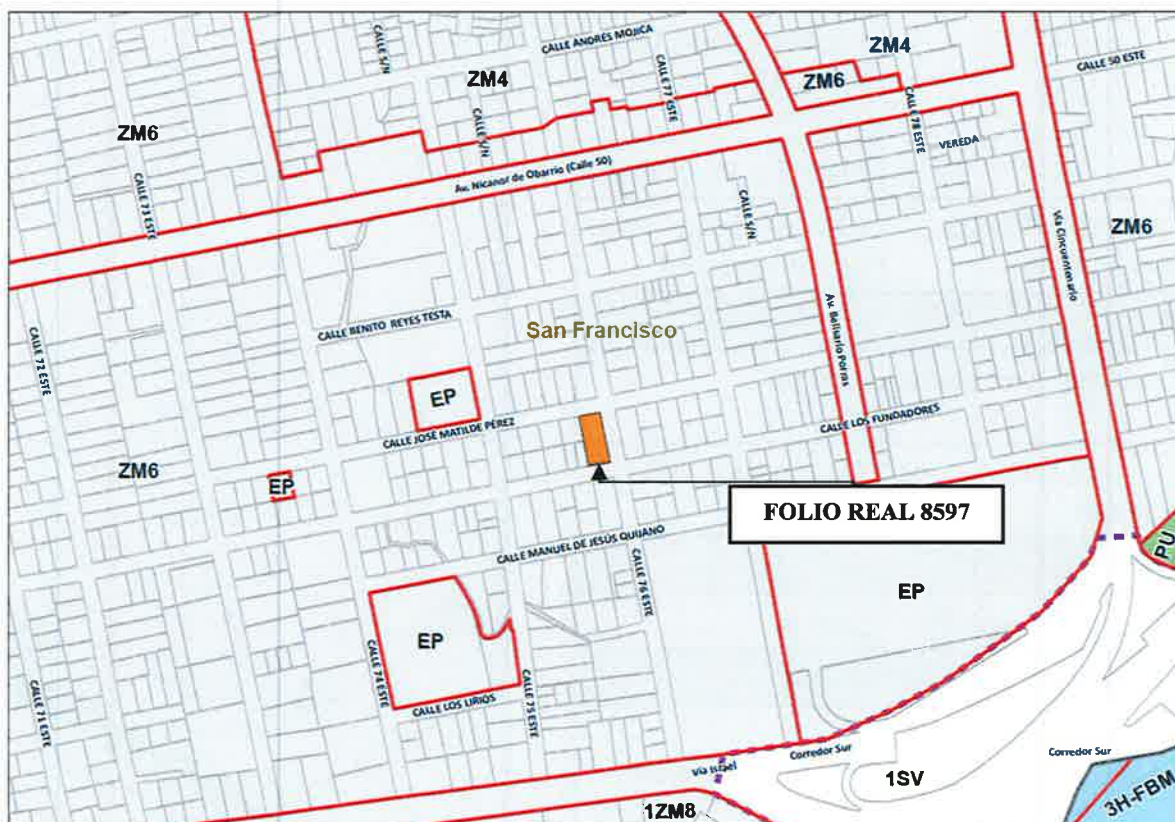 CALLE ANDRÉS MOJICA
CALLE S/N
ZM4
ZM4
CALLE 50 ESTE
ZM6
CALLE 77 ESTE
ZM6
CALLE S/N
CALLE 78 ESTE
VEREDA
Av. Nicanor de Obarrio (Calle 50)
CALLE 73 ESTE
CALLE S/N
ZM6
Vía Cincuentenario
CALLE BENITO REYES TESTA
San Francisco
Av. Belisario Porras
CALLE 72 ESTE
EP
CALLE LOS FUNDADORES
CALLE JOSÉ MATILDE PÉREZ
ZM6
EP
FOLIO REAL 8597
CALLE MANUEL DE JESÚS QUIJANO
PU
CALLE 76 ESTE
EP
EP
CALLE 74 ESTE
CALLE 71 ESTE
CALLE LOS LIRIOS
CALLE 75 ESTE
Corredor Sur
Corredor Sur
Vía Israel
1SV
3H-FBM
1ZM8